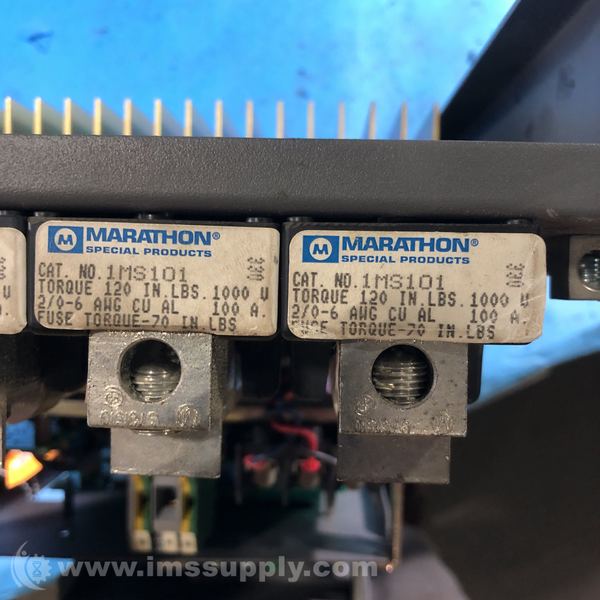 MARATHON®
SPECIAL PRODUCTS
CAT. NO. 1MS101
TORQUE 120 IN.LBS. 1000 V
2/0-6 AWG CU AL 100 A.
FUSE TORQUE-70 IN.LBS
MARATHON®
SPECIAL PRODUCTS
CAT. NO. 1MS101
TORQUE 120 IN.LBS. 1000 V
2/0-6 AWG CU AL 100 A.
FUSE TORQUE-70 IN.LBS
www.imssupply.com